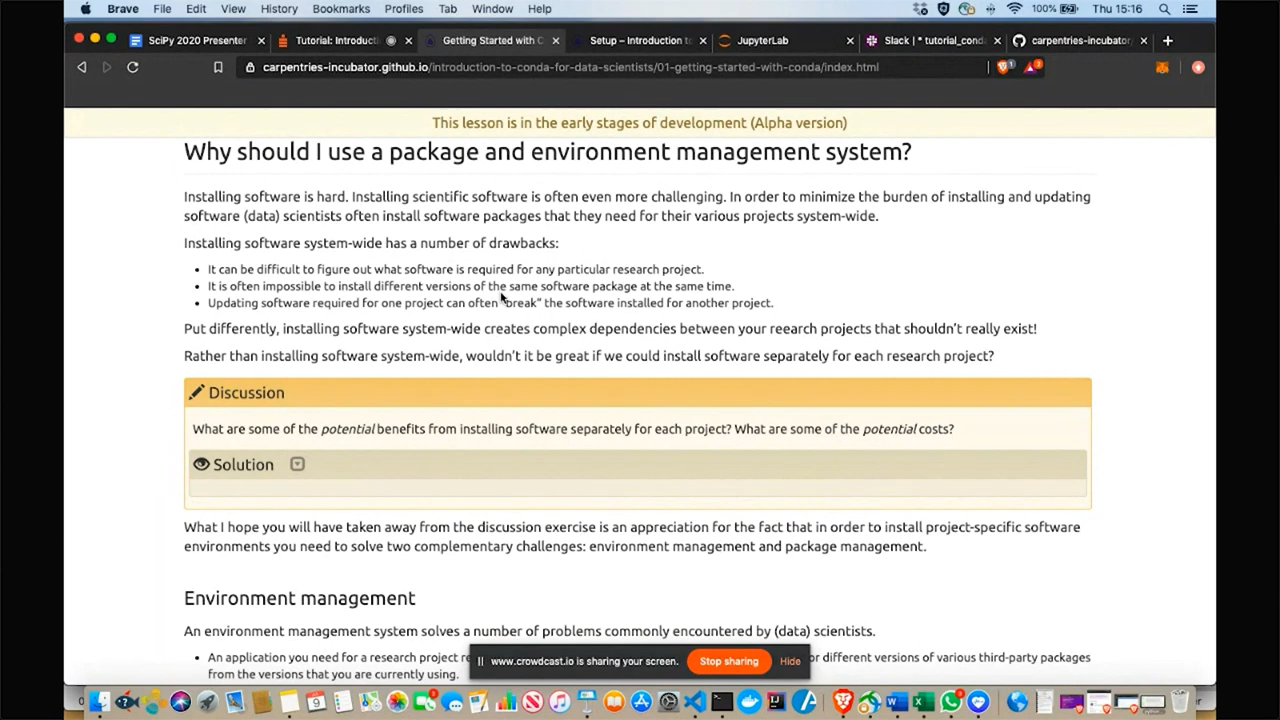 Brave File Edit View History Bookmarks Profiles Tab Window Help 100% Thu 15:16
SciPy 2020 Presenter Tutorial: Introducti Getting Started with C Setup – Introduction to JupyterLab Slack | * tutorial_cond carpentries-incubator
carpentries-incubator.github.io/introduction-to-conda-for-data-scientists/01-getting-started-with-conda/index.html
This lesson is in the early stages of development (Alpha version)
Why should I use a package and environment management system?
Installing software is hard. Installing scientific software is often even more challenging. In order to minimize the burden of installing and updating
software (data) scientists often install software packages that they need for their various projects system-wide.
Installing software system-wide has a number of drawbacks:
• It can be difficult to figure out what software is required for any particular research project.
• It is often impossible to install different versions of the same software package at the same time.
• Updating software required for one project can often “break” the software installed for another project.
Put differently, installing software system-wide creates complex dependencies between your reearch projects that shouldn’t really exist!
Rather than installing software system-wide, wouldn’t it be great if we could install software separately for each research project?
Discussion
What are some of the potential benefits from installing software separately for each project? What are some of the potential costs?
Solution
What I hope you will have taken away from the discussion exercise is an appreciation for the fact that in order to install project-specific software
environments you need to solve two complementary challenges: environment management and package management.
Environment management
An environment management system solves a number of problems commonly encountered by (data) scientists.
• An application you need for a research project or different versions of various third-party packages
from the versions that you are currently using.
www.crowdcast.io is sharing your screen. Stop sharing Hide